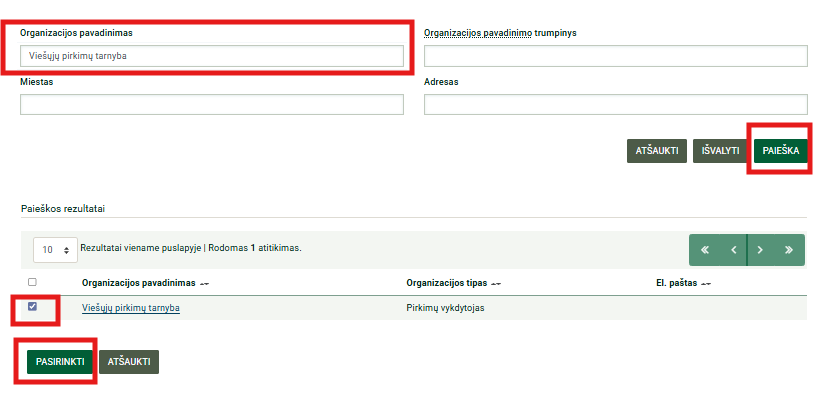 Organizacijos pavadinimas
Organizacijos pavadinimo trumpinys
Viešųjų pirkimų tarnyba
Miestas
Adresas
ATŠAUKTI
IŠVALYTI
PAIEŠKA
Paieškos rezultatai
10 Rezultatai viename puslapyje | Rodomas 1 atitikimas.
Organizacijos pavadinimas Organizacijos tipas El. paštas
Viešųjų pirkimų tarnyba Pirkimų vykdytojas
PASIRINKTI ATŠAUKTI